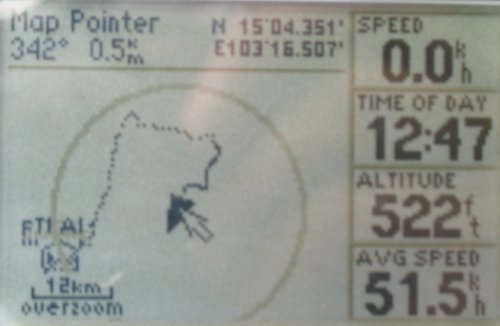 Map Pointer
N 15°04.351'
342° 0.5km
E103°16.507'
SPEED
0.0kh
TIME OF DAY
12:47
ALTITUDE
522ft
AVG SPEED
51.5kh
12km
overzoom